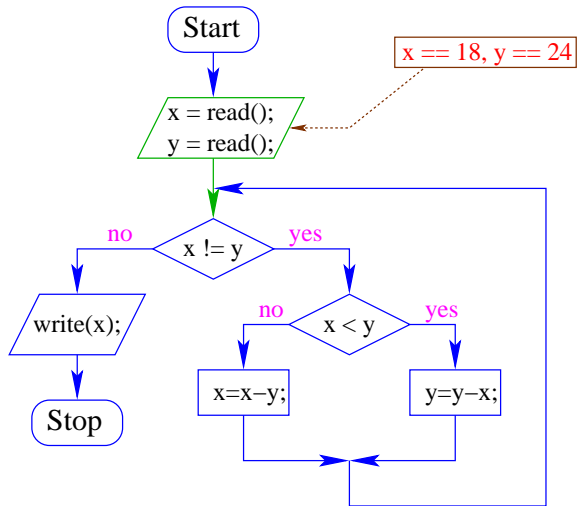 Start
x == 18, y == 24
x = read();
y = read();
no
x != y
yes
write(x);
no
x < y
yes
x=x−y;
y=y−x;
Stop